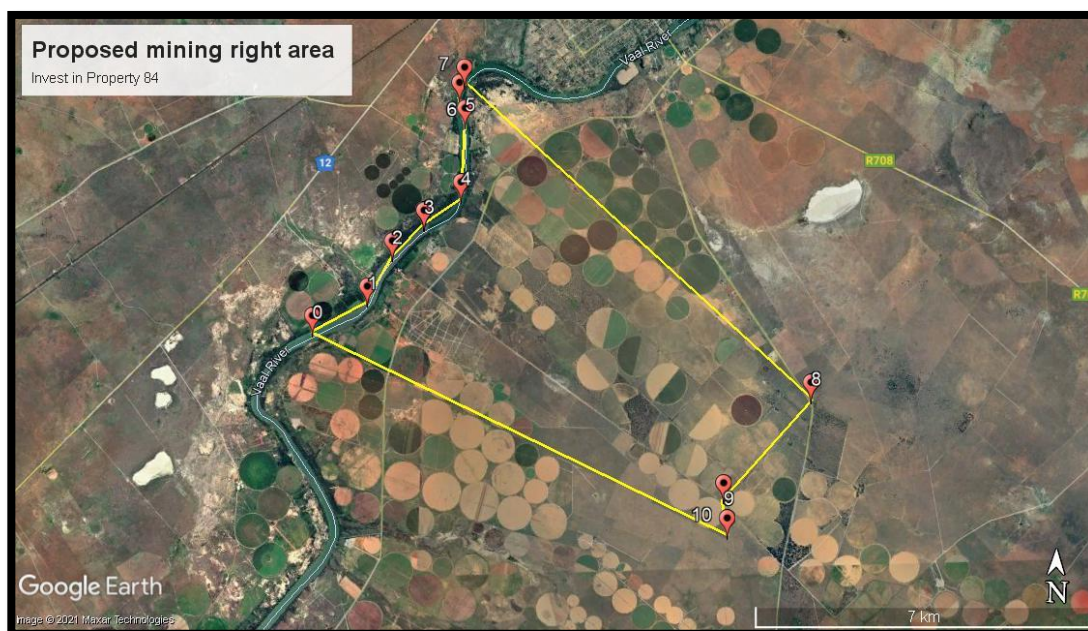 Proposed mining right area
Invest in Property 84
Vaal River
7
6
5
12
4
R708
3
2
1
0
Vaal River
8
9
10
Google Earth
Image © 2021 Maxar Technologies
N
7 km